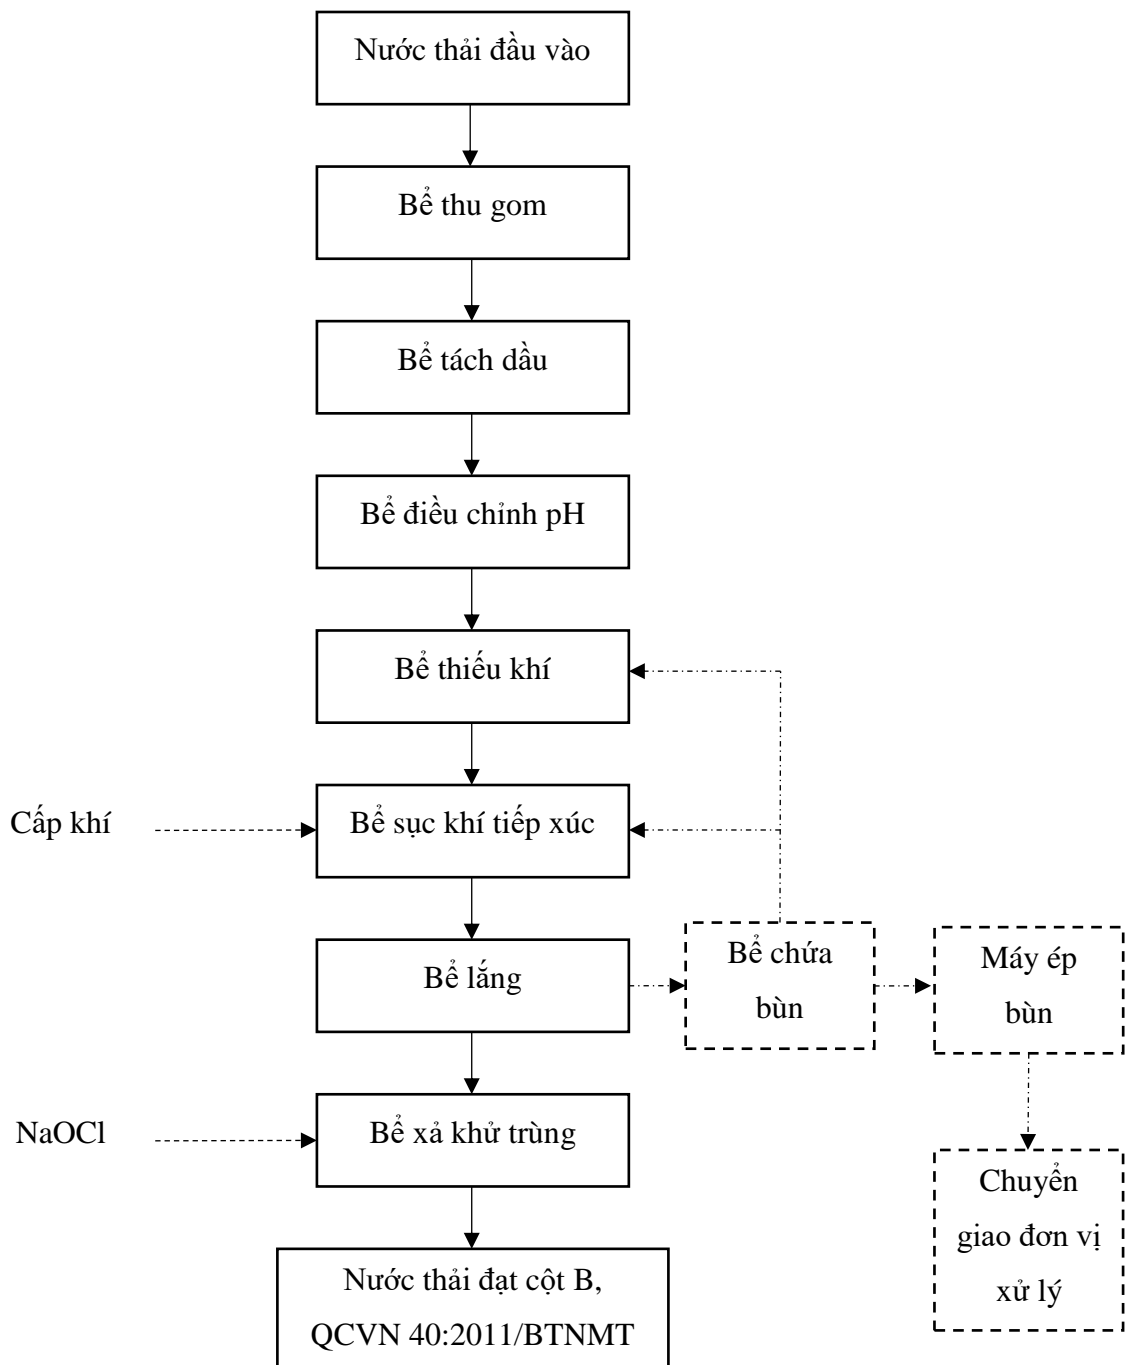 Nước thải đầu vào
Bể thu gom
Bể tách dầu
Bể điều chỉnh pH
Bể thiếu khí
Cấp khí
Bể sục khí tiếp xúc
Bể lắng
Bể chứa
bùn
Máy ép
bùn
NaOCl
Bể xả khử trùng
Chuyển
giao đơn vị
xử lý
Nước thải đạt cột B,
QCVN 40:2011/BTNMT